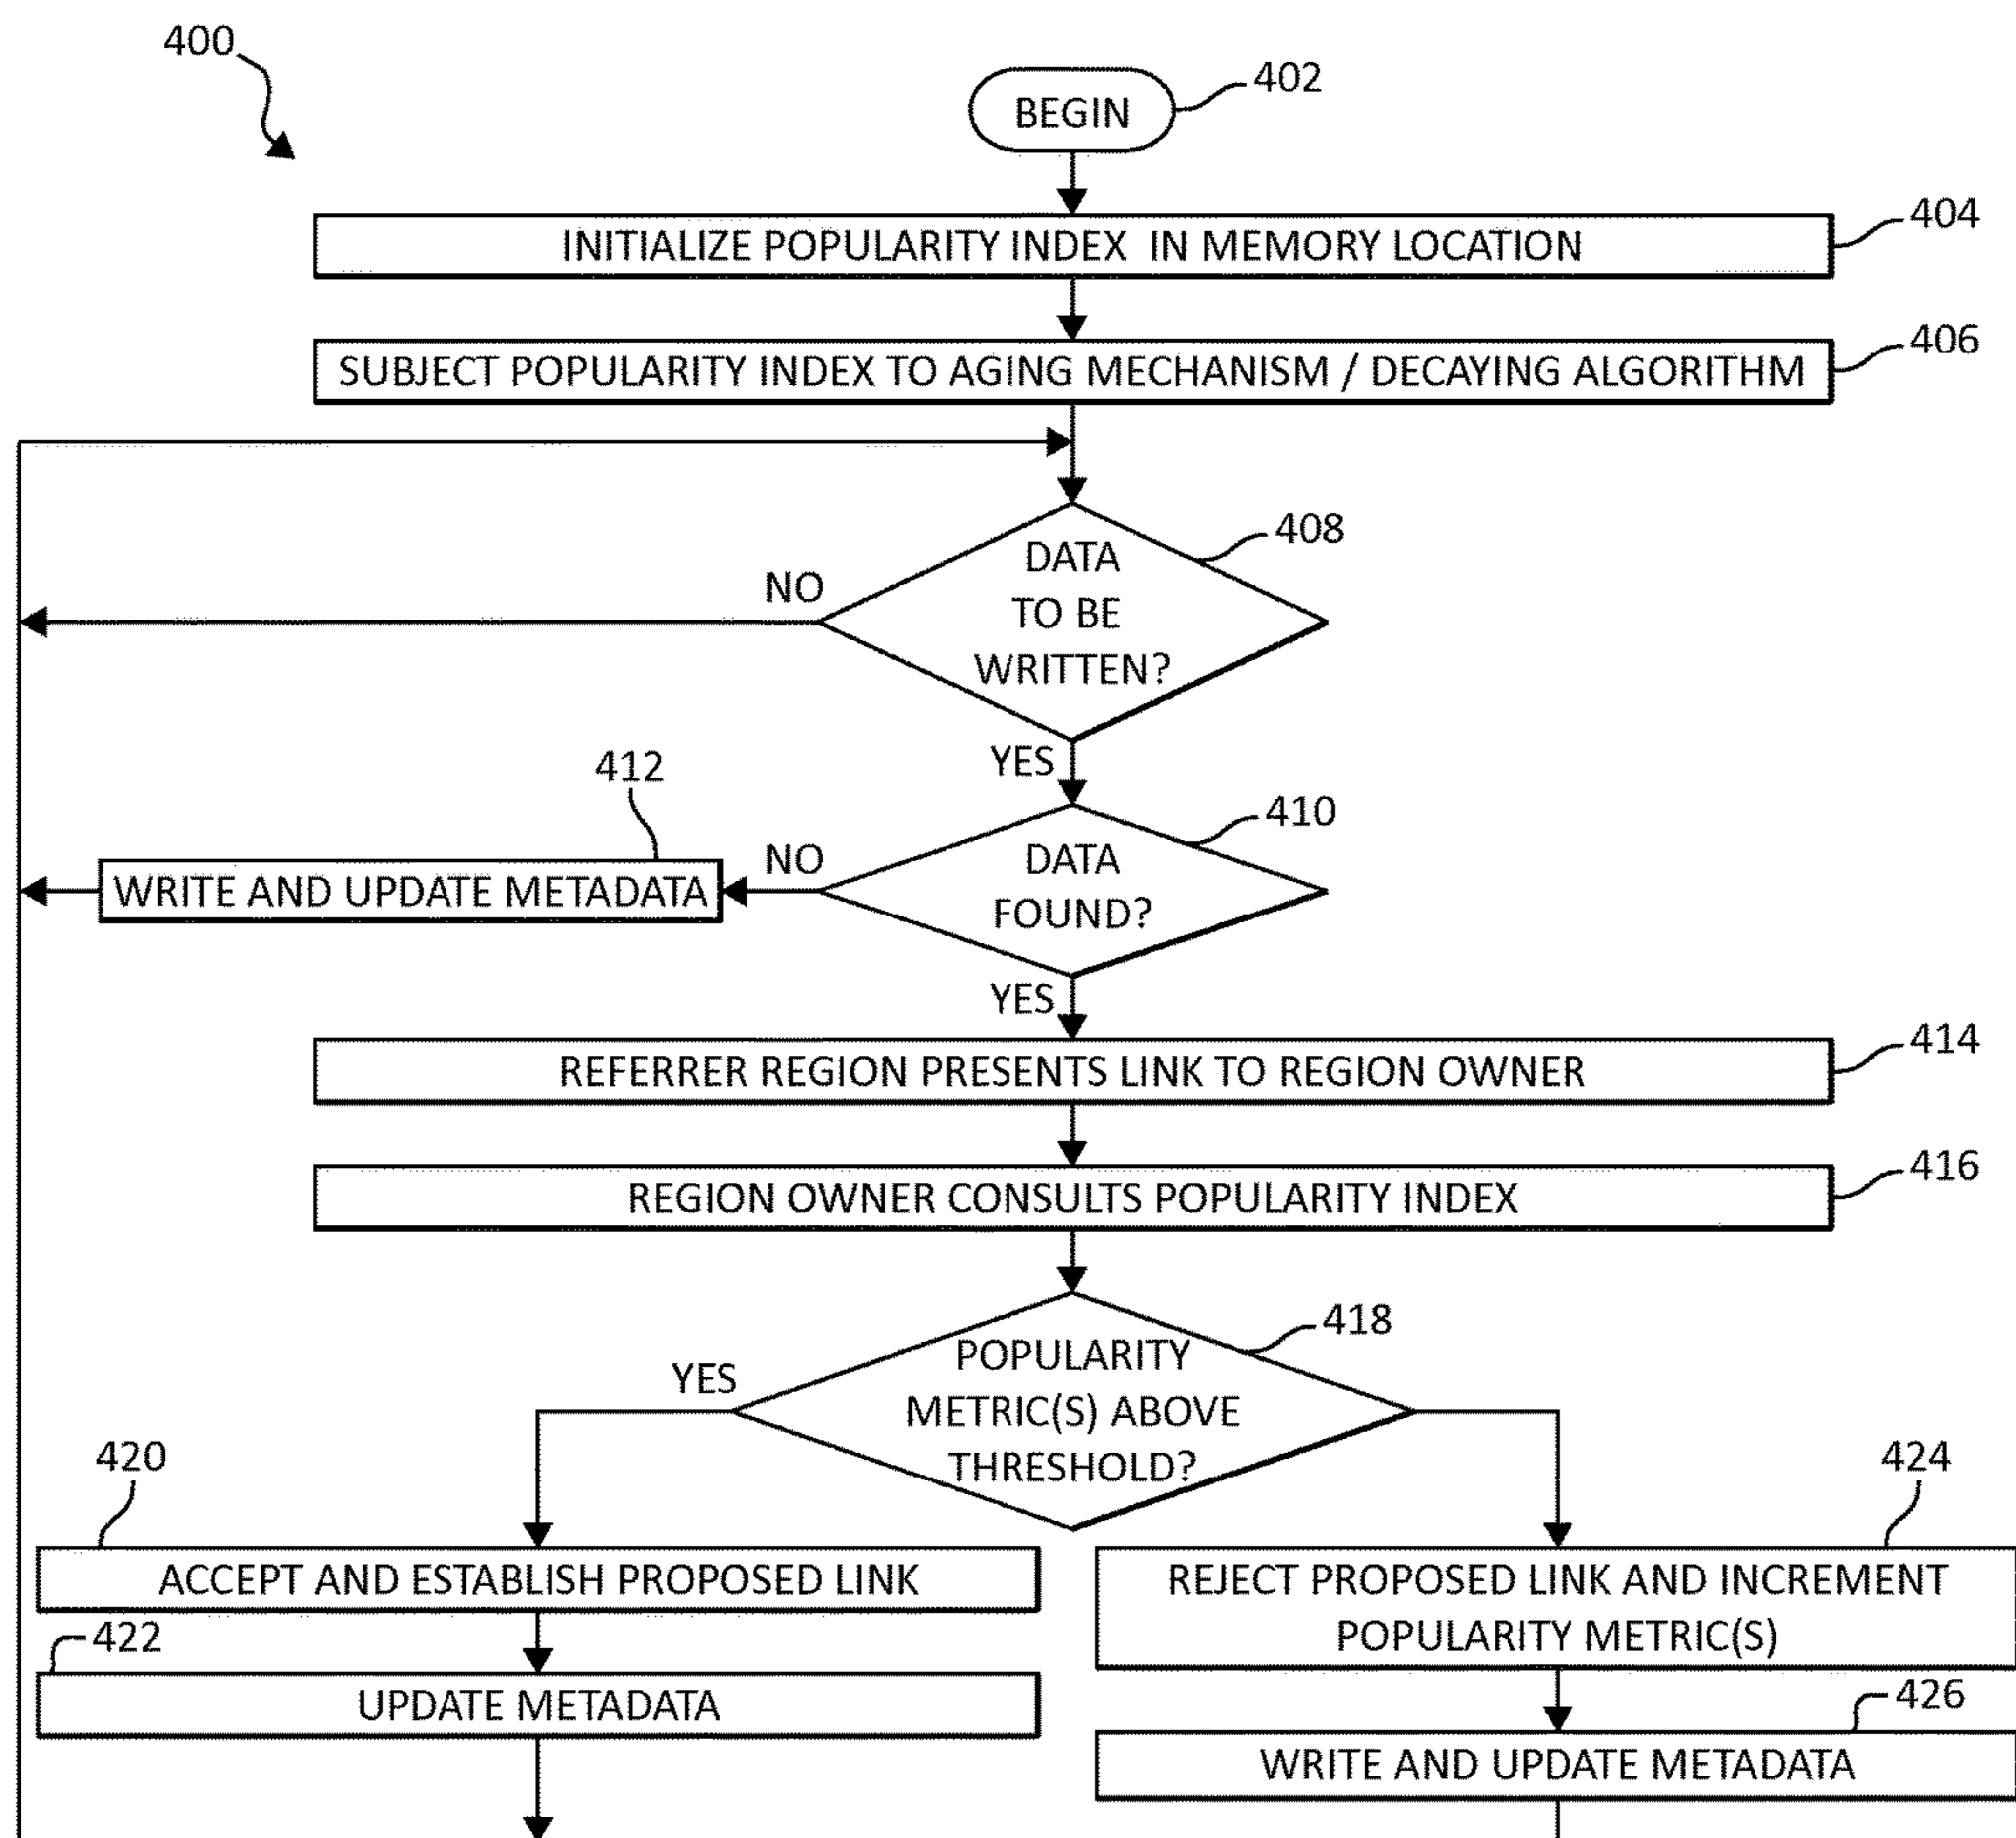 400
BEGIN
402
INITIALIZE POPULARITY INDEX IN MEMORY LOCATION
404
SUBJECT POPULARITY INDEX TO AGING MECHANISM / DECAYING ALGORITHM
406
DATA
TO BE
WRITTEN?
408
NO
YES
412
DATA
FOUND?
410
NO
WRITE AND UPDATE METADATA
YES
REFERRER REGION PRESENTS LINK TO REGION OWNER
414
REGION OWNER CONSULTS POPULARITY INDEX
416
POPULARITY
METRIC(S) ABOVE
THRESHOLD?
418
YES
420
ACCEPT AND ESTABLISH PROPOSED LINK
422
UPDATE METADATA
424
REJECT PROPOSED LINK AND INCREMENT
POPULARITY METRIC(S)
426
WRITE AND UPDATE METADATA